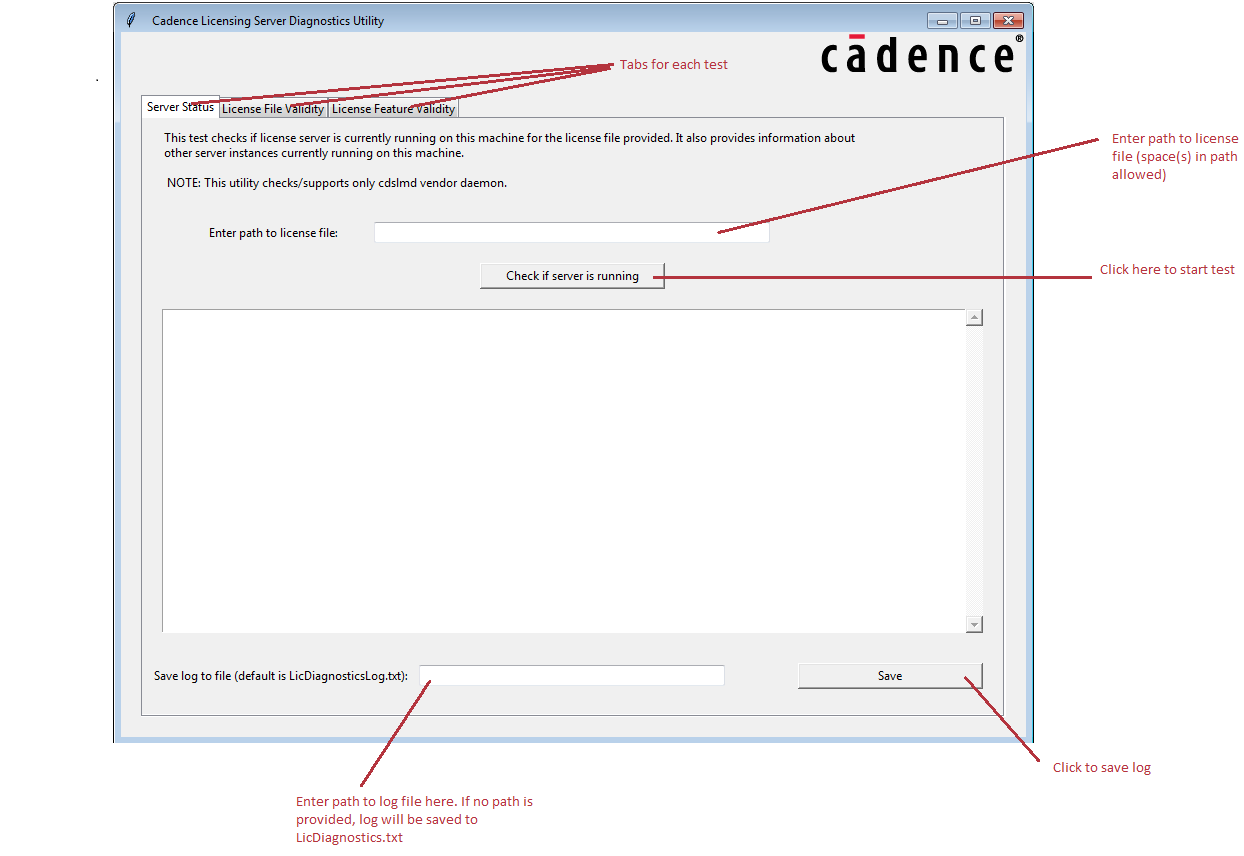 Cadence Licensing Server Diagnostics Utility
cādence®
Tabs for each test
Server Status
License File Validity
License Feature Validity
This test checks if license server is currently running on this machine for the license file provided. It also provides information about
other server instances currently running on this machine.
NOTE: This utility checks/supports only cdslmd vendor daemon.
Enter path to license
file (space(s) in path
allowed)
Enter path to license file:
Check if server is running
Click here to start test
Save log to file (default is LicDiagnosticsLog.txt):
Save
Click to save log
Enter path to log file here. If no path is
provided, log will be saved to
LicDiagnostics.txt